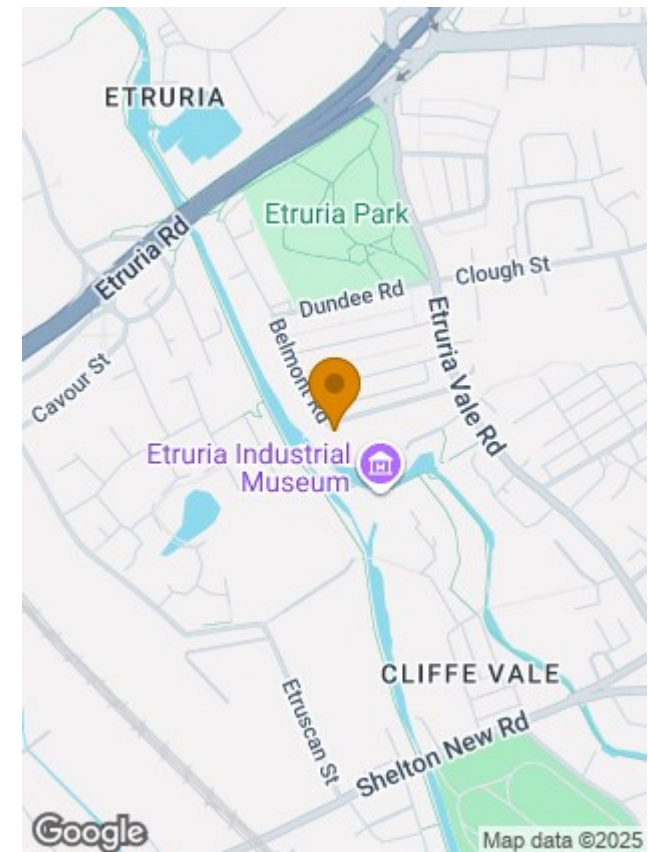 ETRURIA
Etruria Park
Etruria Rd
Clough St
Dundee Rd
Belmont Rd
Etruria Vale Rd
Cavour St
Etruria Industrial
Museum
CLIFFE VALE
Etruscan St
Shelton New Rd
Google
Map data ©2025